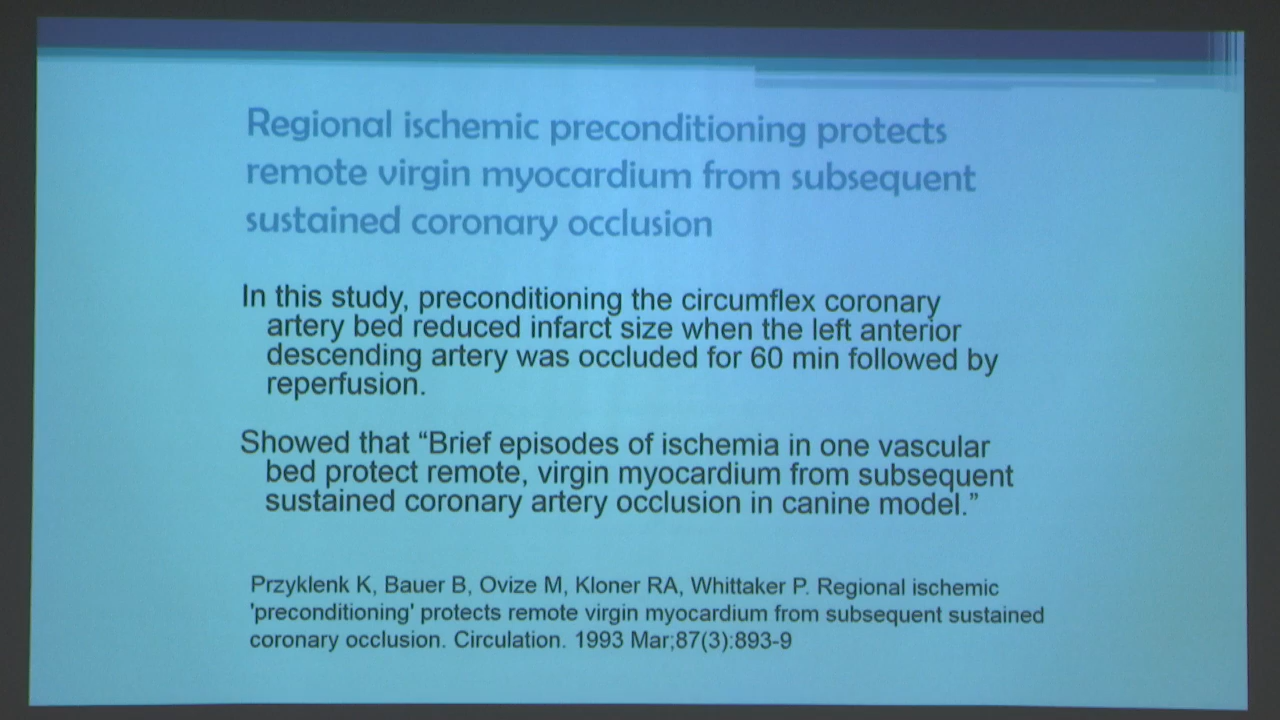 Regional ischemic preconditioning protects
remote virgin myocardium from subsequent
sustained coronary occlusion
In this study, preconditioning the circumflex coronary
artery bed reduced infarct size when the left anterior
descending artery was occluded for 60 min followed by
reperfusion.
Showed that “Brief episodes of ischemia in one vascular
bed protect remote, virgin myocardium from subsequent
sustained coronary artery occlusion in canine model.”
Przyklenk K, Bauer B, Ovize M, Kloner RA, Whittaker P. Regional ischemic
'preconditioning' protects remote virgin myocardium from subsequent sustained
coronary occlusion. Circulation. 1993 Mar;87(3):893-9